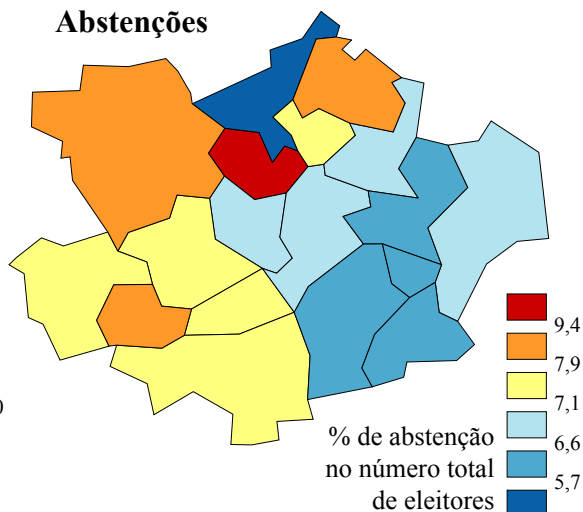 Abstenções
9,4
7,9
7,1
6,6
5,7
% de abstenção
no número total
de eleitores